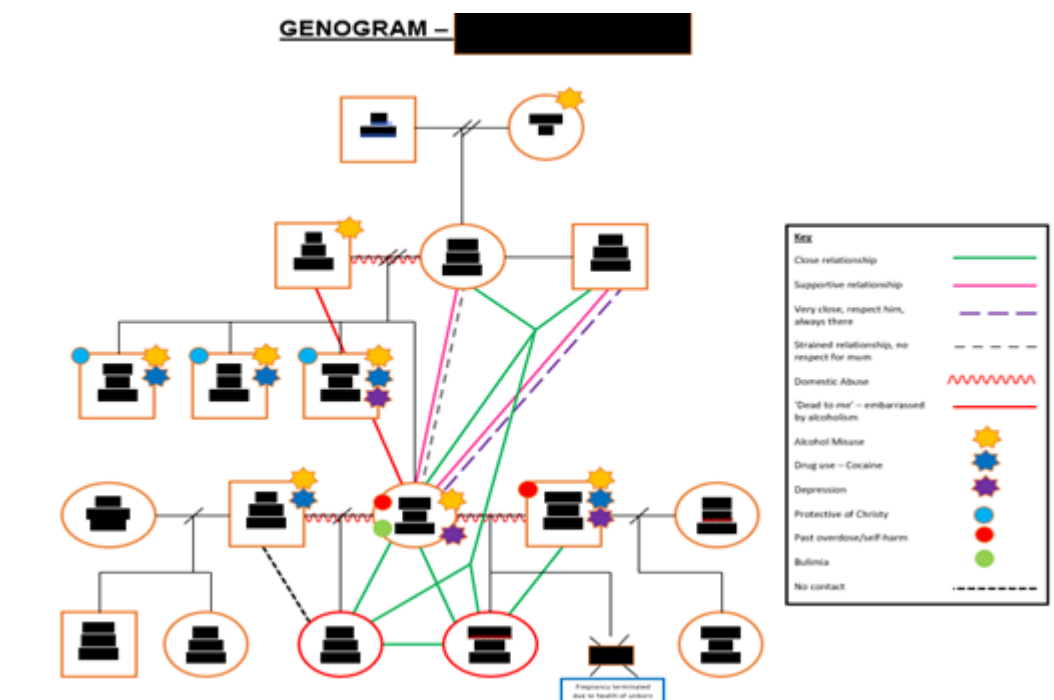 GENOGRAM –
Key
Close relationship
Supportive relationship
Very close, respect him,
always there
Strained relationship, no
respect for mum
Domestic Abuse
'Dead to me' – embarrassed
by alcoholism
Alcohol Misuse
Drug use – Cocaine
Depression
Protective of Christy
Past overdose/self-harm
Bulimia
No contact
Pregnancy terminated
due to health of unborn